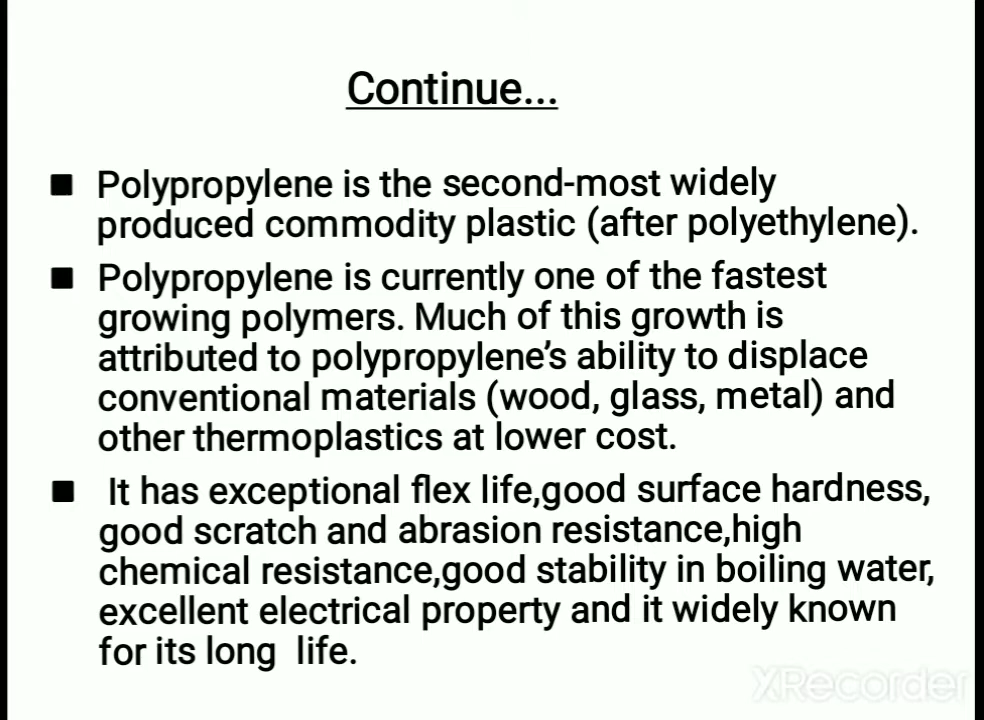 Continue...
■ Polypropylene is the second-most widely
produced commodity plastic (after polyethylene).
■ Polypropylene is currently one of the fastest
growing polymers. Much of this growth is
attributed to polypropylene’s ability to displace
conventional materials (wood, glass, metal) and
other thermoplastics at lower cost.
■ It has exceptional flex life,good surface hardness,
good scratch and abrasion resistance,high
chemical resistance,good stability in boiling water,
excellent electrical property and it widely known
for its long life.
XRecorder